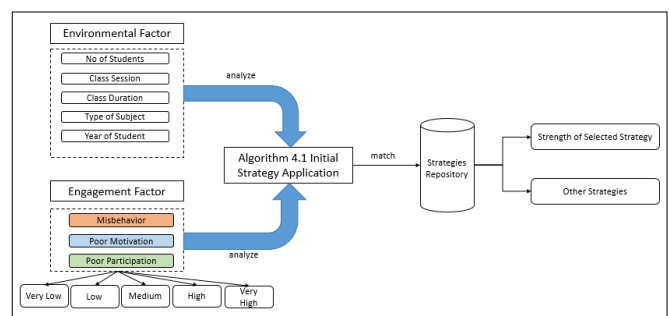 Environmental Factor
No of Students
Class Session
Class Duration
Type of Subject
Year of Student
analyze
Algorithm 4.1 Initial
Strategy Application
match
Strategies
Repository
Strength of Selected Strategy
Other Strategies
Engagement Factor
Misbehavior
Poor Motivation
Poor Participation
analyze
Very Low
Low
Medium
High
Very
High